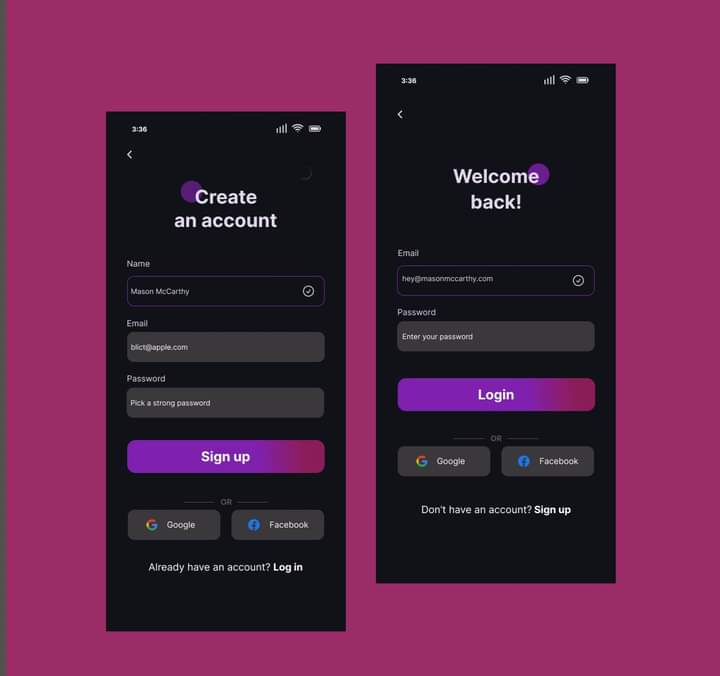 3:36
Create
an account
Name
Mason McCarthy
Email
blict@apple.com
Password
Pick a strong password
Sign up
OR
Google
Facebook
Already have an account? Log in
3:36
Welcome
back!
Email
hey@masonmccarthy.com
Password
Enter your password
Login
OR
Google
Facebook
Don't have an account? Sign up